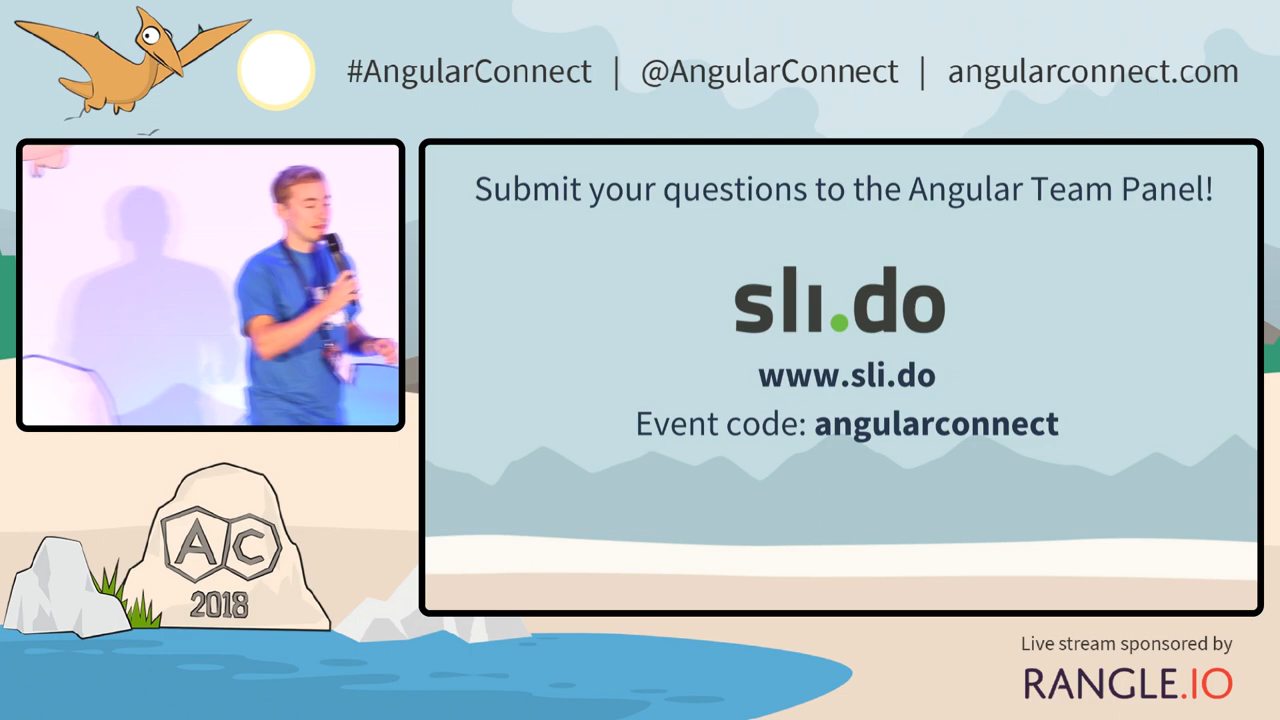 #AngularConnect | @AngularConnect | angularconnect.com
Submit your questions to the Angular Team Panel!
sli.do
www.sli.do
Event code: angularconnect
AC
2018
Live stream sponsored by
RANGLE.IO